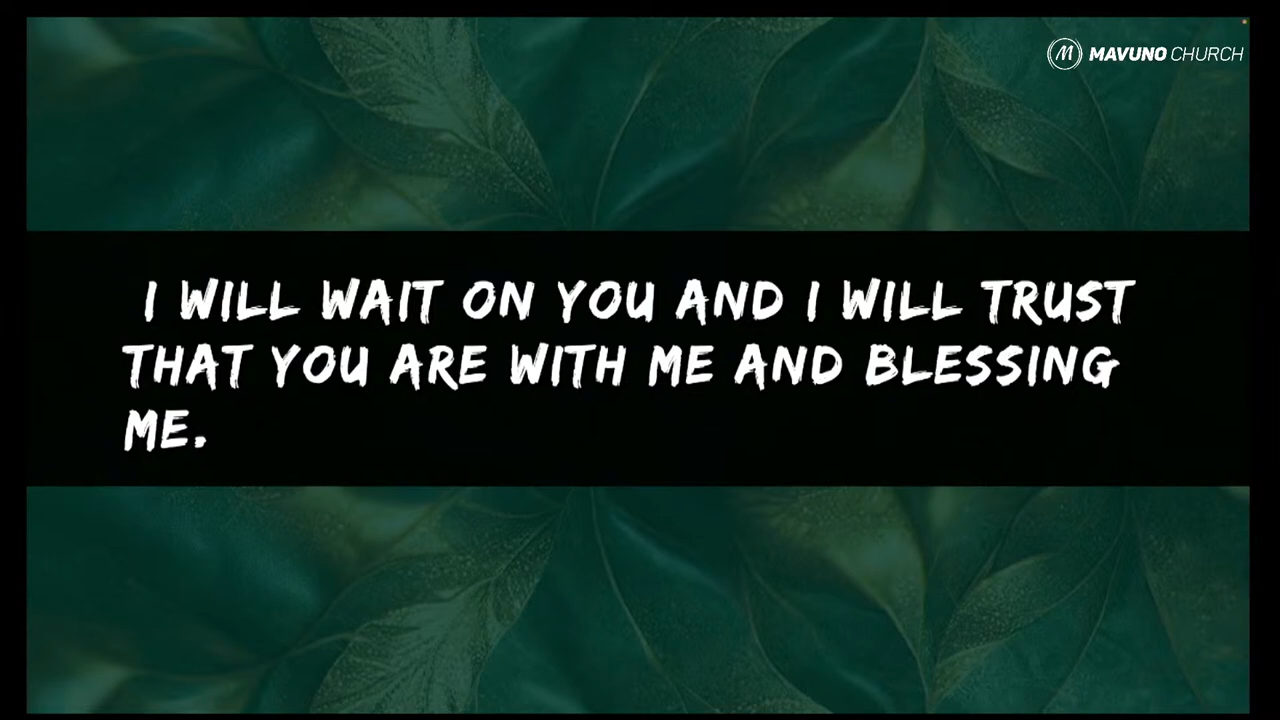 MAVUNO CHURCH
I WILL WAIT ON YOU AND I WILL TRUST
THAT YOU ARE WITH ME AND BLESSING
ME.